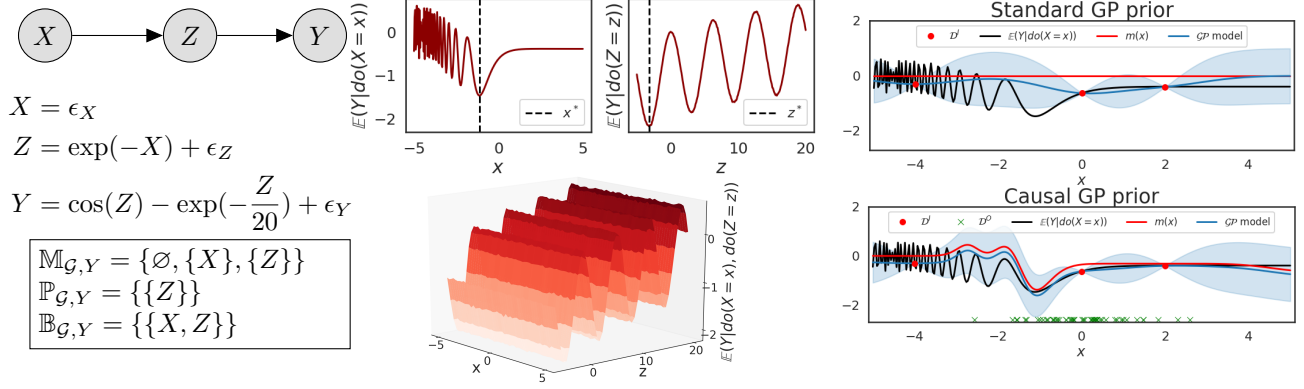 X Z Y
X = ϵ_X
Z = exp(−X) + ϵ_Z
Y = cos(Z) − exp(−Z/20) + ϵ_Y
𝕄_{𝒢,Y} = {∅, {X}, {Z}}
ℙ_{𝒢,Y} = {{Z}}
𝔹_{𝒢,Y} = {{X, Z}}
𝔼(Y|do(X = x))
0
−1
−2
x*
−5 0 5
x
𝔼(Y|do(Z = z))
0
−1
−2
z*
0 10 20
z
𝔼(Y|do(X = x), do(Z = z))
0
−1
−2
−5 0 5
x
0 10 20
z
Standard GP prior
2
0
−2
𝒟^I 𝔼(Y|do(X = x)) m(x) 𝒢𝒫 model
−4 −2 0 2 4
x
Causal GP prior
2
0
−2
𝒟^I 𝒟^O 𝔼(Y|do(X = x)) m(x) 𝒢𝒫 model
−4 −2 0 2 4
x